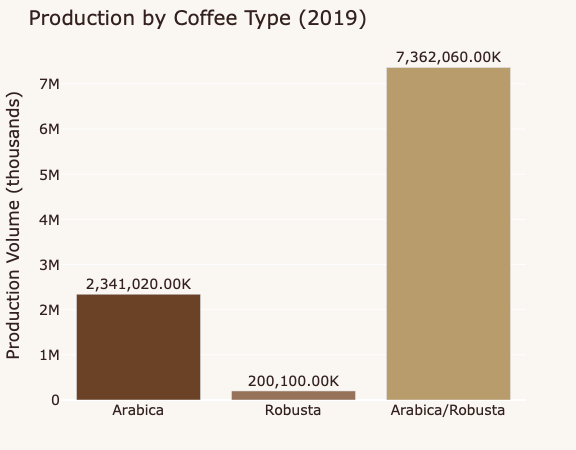 Production by Coffee Type (2019)
Production Volume (thousands)
7M
6M
5M
4M
3M
2M
1M
0
2,341,020.00K
200,100.00K
7,362,060.00K
Arabica
Robusta
Arabica/Robusta